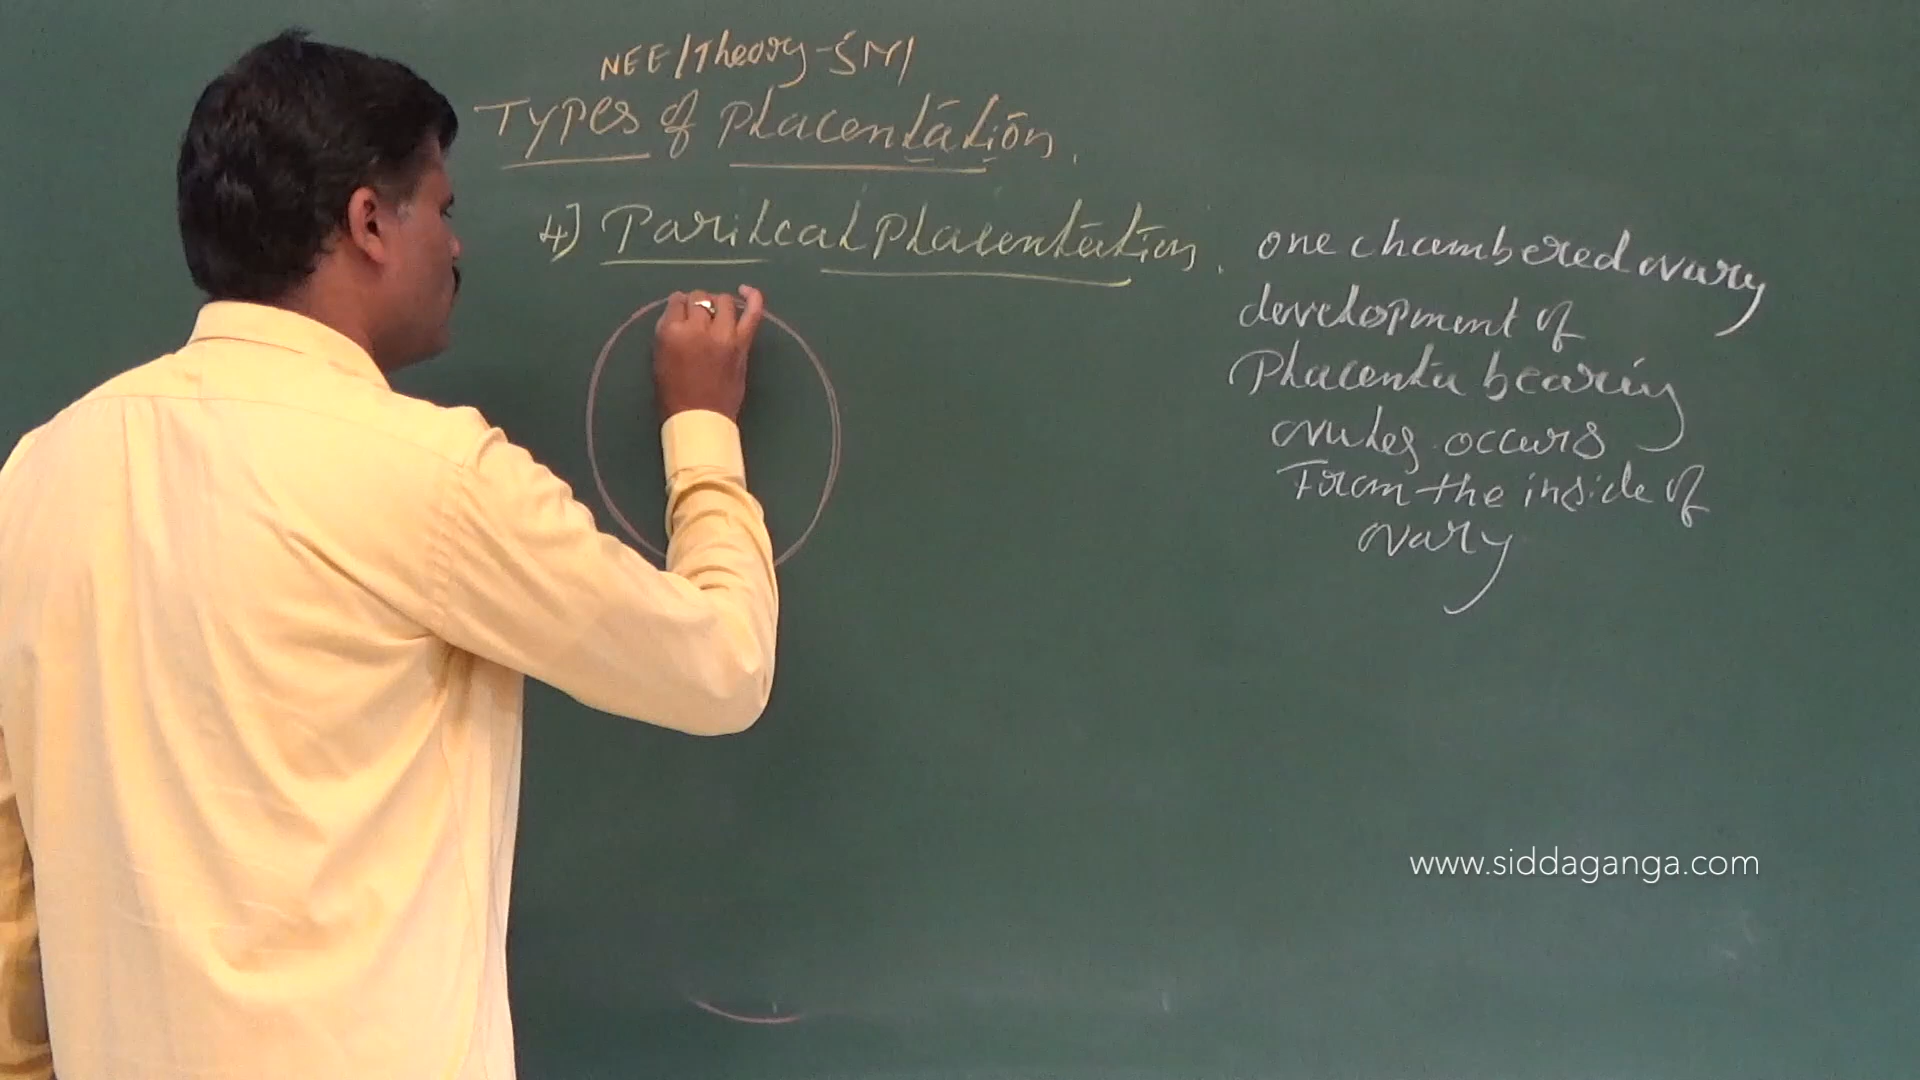 NEET/Theory-SM/
Types of placentation.
4) Parietal placentation.
one chambered ovary
development of
placenta bearing
ovules occurs
From the inside of
ovary
www.siddaganga.com